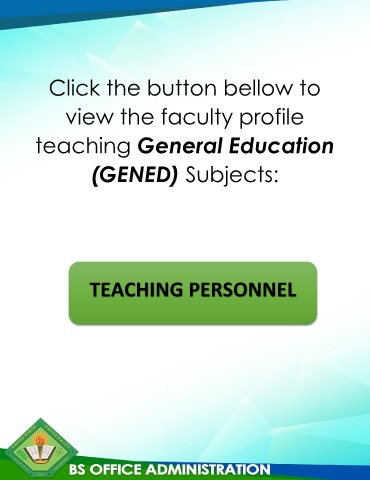 Click the button bellow to
view the faculty profile
teaching General Education
(GENED) Subjects:
TEACHING PERSONNEL
BS OFFICE ADMINISTRATION